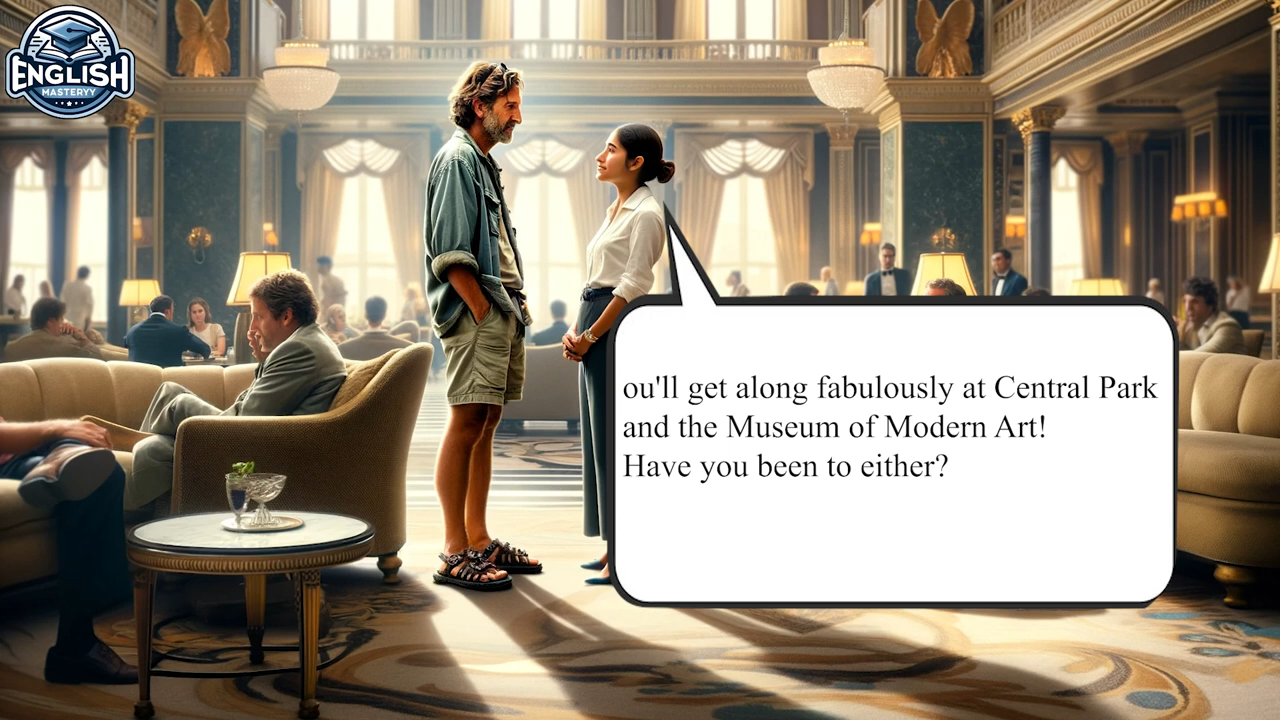 ENGLISH
MASTERYY
ou'll get along fabulously at Central Park
and the Museum of Modern Art!
Have you been to either?